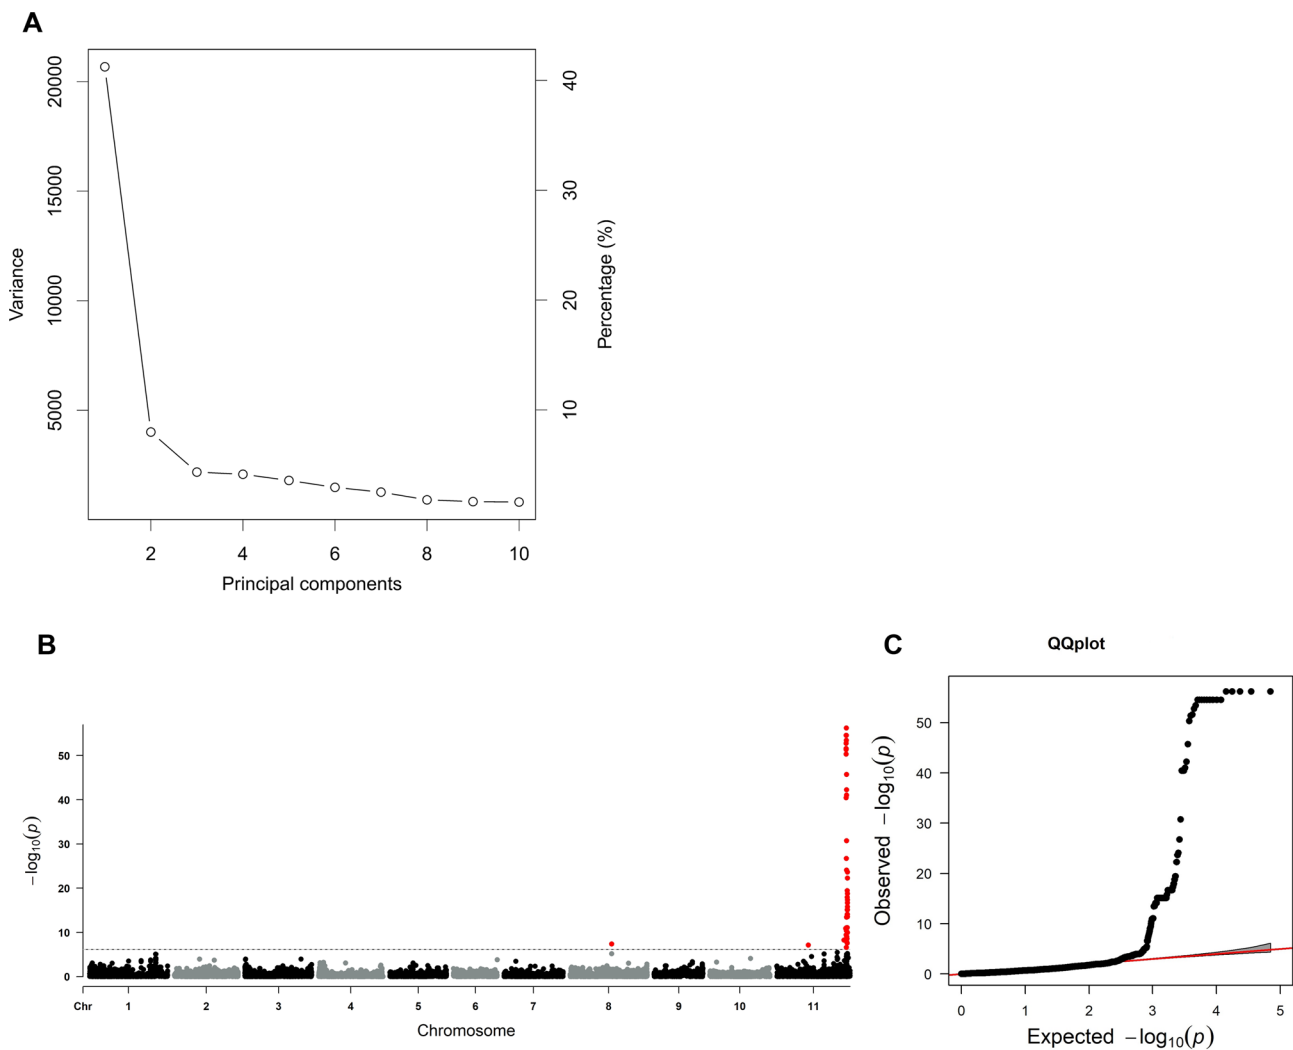 A
20000
15000
10000
5000
Variance
40
30
20
10
Percentage (%)
2 4 6 8 10
Principal components
B
50
40
30
20
10
0
−log10(p)
Chr 1 2 3 4 5 6 7 8 9 10 11
Chromosome
C
QQplot
50
40
30
20
10
0
Observed −log10(p)
0 1 2 3 4 5
Expected −log10(p)